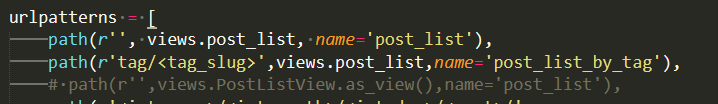 urlpatterns = [
path(r'', views.post_list, name='post_list'),
path(r'tag/<tag_slug>',views.post_list,name='post_list_by_tag'),
# path(r'',views.PostListView.as_view(),name='post_list'),